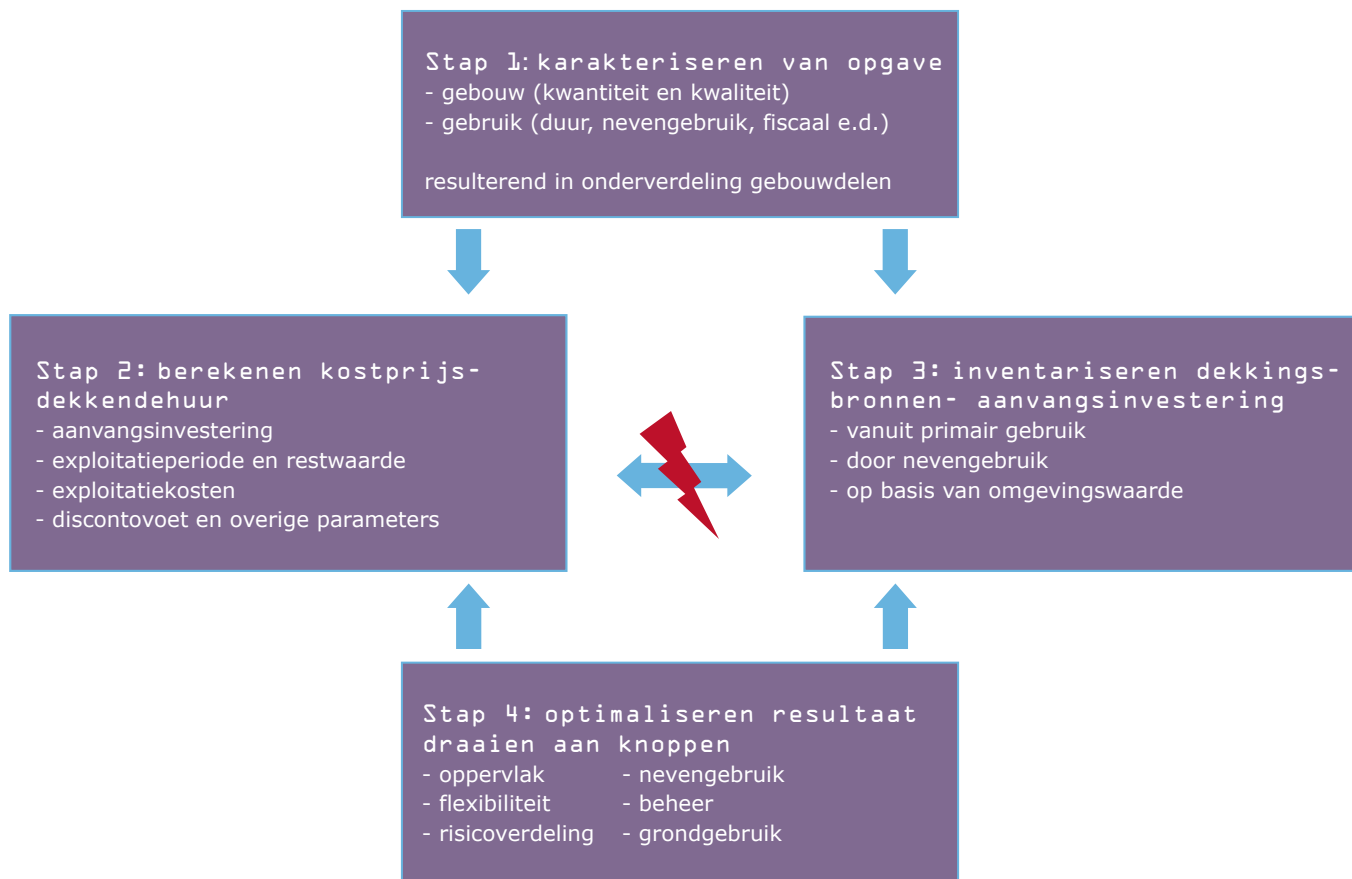 Stap 1: karakteriseren van opgave
- gebouw (kwantiteit en kwaliteit)
- gebruik (duur, nevengebruik, fiscaal e.d.)
resulterend in onderverdeling gebouwdelen
Stap 2: berekenen kostprijs-
dekkendehuur
- aanvangsinvestering
- exploitatieperiode en restwaarde
- exploitatiekosten
- discontovoet en overige parameters
Stap 3: inventariseren dekkings-
bronnen- aanvangsinvestering
- vanuit primair gebruik
- door nevengebruik
- op basis van omgevingswaarde
Stap 4: optimaliseren resultaat
draaien aan knoppen
- oppervlak - nevengebruik
- flexibiliteit - beheer
- risicoverdeling - grondgebruik